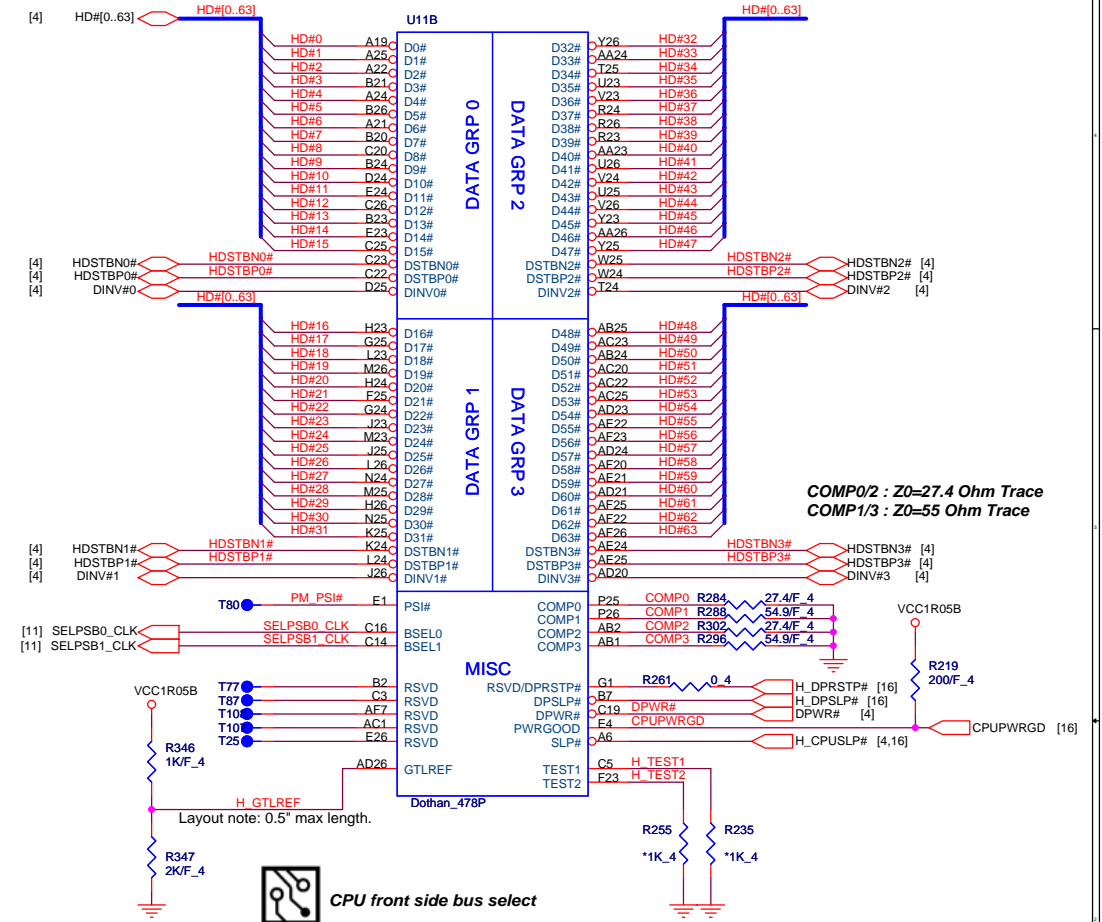 [4] HD#[0..63] HD#[0..63] U11B HD#[0..63]
HD#0 A19 D0# D32# Y26 HD#32
HD#1 A25 D1# D33# AA24 HD#33
HD#2 A22 D2# D34# T25 HD#34
HD#3 B21 D3# D35# U23 HD#35
HD#4 A24 D4# D36# V23 HD#36
HD#5 B26 D5# D37# R24 HD#37
HD#6 A21 D6# D38# R26 HD#38
HD#7 B20 D7# D39# R23 HD#39
HD#8 C20 D8# D40# AA23 HD#40
HD#9 B24 D9# D41# U26 HD#41
HD#10 D24 D10# D42# V24 HD#42
HD#11 E24 D11# D43# U25 HD#43
HD#12 C26 D12# D44# V26 HD#44
HD#13 B23 D13# D45# Y23 HD#45
HD#14 E23 D14# D46# AA26 HD#46
HD#15 C25 D15# D47# Y25 HD#47
DATA GRP 0
DATA GRP 2
[4] HDSTBN0# HDSTBN0# C23 DSTBN0# DSTBN2# W25 HDSTBN2# HDSTBN2# [4]
[4] HDSTBP0# HDSTBP0# C22 DSTBP0# DSTBP2# W24 HDSTBP2# HDSTBP2# [4]
[4] DINV#0 D25 DINV0# DINV2# T24 DINV#2 [4]
HD#[0..63] HD#[0..63]
HD#16 H23 D16# D48# AB25 HD#48
HD#17 G25 D17# D49# AC23 HD#49
HD#18 L23 D18# D50# AB24 HD#50
HD#19 M26 D19# D51# AC20 HD#51
HD#20 H24 D20# D52# AC22 HD#52
HD#21 F25 D21# D53# AC25 HD#53
HD#22 G24 D22# D54# AD23 HD#54
HD#23 J23 D23# D55# AE22 HD#55
HD#24 M23 D24# D56# AF23 HD#56
HD#25 J25 D25# D57# AD24 HD#57
HD#26 L26 D26# D58# AF20 HD#58
HD#27 N24 D27# D59# AE21 HD#59
HD#28 M25 D28# D60# AD21 HD#60
HD#29 H26 D29# D61# AF25 HD#61
HD#30 N25 D30# D62# AF22 HD#62
HD#31 K25 D31# D63# AF26 HD#63
DATA GRP 1
DATA GRP 3
COMP0/2 : Z0=27.4 Ohm Trace
COMP1/3 : Z0=55 Ohm Trace
[4] HDSTBN1# HDSTBN1# K24 DSTBN1# DSTBN3# AE24 HDSTBN3# HDSTBN3# [4]
[4] HDSTBP1# HDSTBP1# L24 DSTBP1# DSTBP3# AE25 HDSTBP3# HDSTBP3# [4]
[4] DINV#1 J26 DINV1# DINV3# AD20 DINV#3 [4]
T80 PM_PSI# E1 PSI# COMP0 P25 COMP0 R284 27.4/F_4
COMP1 P26 COMP1 R288 54.9/F_4
[11] SELPSB0_CLK SELPSB0_CLK C16 BSEL0 COMP2 AB2 COMP2 R302 27.4/F_4
[11] SELPSB1_CLK SELPSB1_CLK C14 BSEL1 COMP3 AB1 COMP3 R296 54.9/F_4
VCC1R05B
R219
200/F_4
MISC
T77 B2 RSVD RSVD/DPRSTP# G1 R261 0_4 H_DPRSTP# [16]
T87 C3 RSVD DPSLP# B7 H_DPSLP# [16]
AF7 RSVD DPWR# C19 DPWR# DPWR# [4]
AC1 RSVD PWRGOOD E4 CPUPWRGD CPUPWRGD [16]
T25 E26 RSVD SLP# A6 H_CPUSLP# [4,16]
VCC1R05B
R346
1K/F_4
AD26 GTLREF TEST1 C5 H_TEST1
TEST2 F23 H_TEST2
H_GTLREF Dothan_478P
Layout note: 0.5" max length.
R347
2K/F_4
R255
*1K_4
R235
*1K_4
CPU front side bus select